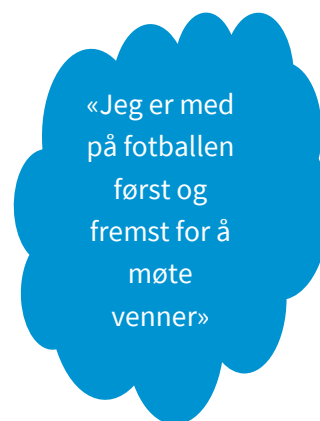 «Jeg er med
på fotballen
først og
fremst for å
møte
venner»